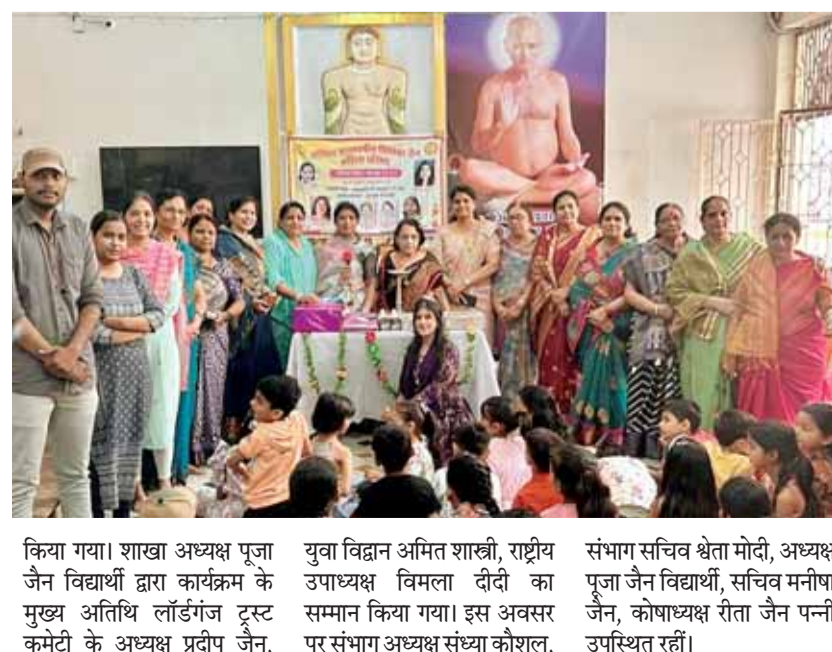 किया गया। शाखा अध्यक्ष पूजा
जैन विद्यार्थी द्वारा कार्यक्रम के
मुख्य अतिथि लॉर्डगंज ट्रस्ट
कमेटी के अध्यक्ष प्रदीप जैन,
युवा विद्वान अमित शास्त्री, राष्ट्रीय
उपाध्यक्ष विमला दीदी का
सम्मान किया गया। इस अवसर
पर संभाग अध्यक्ष संध्या कौशल,
संभाग सचिव श्वेता मोदी, अध्यक्ष
पूजा जैन विद्यार्थी, सचिव मनीषा
जैन, कोषाध्यक्ष रीता जैन पन्नी
उपस्थित रहीं।